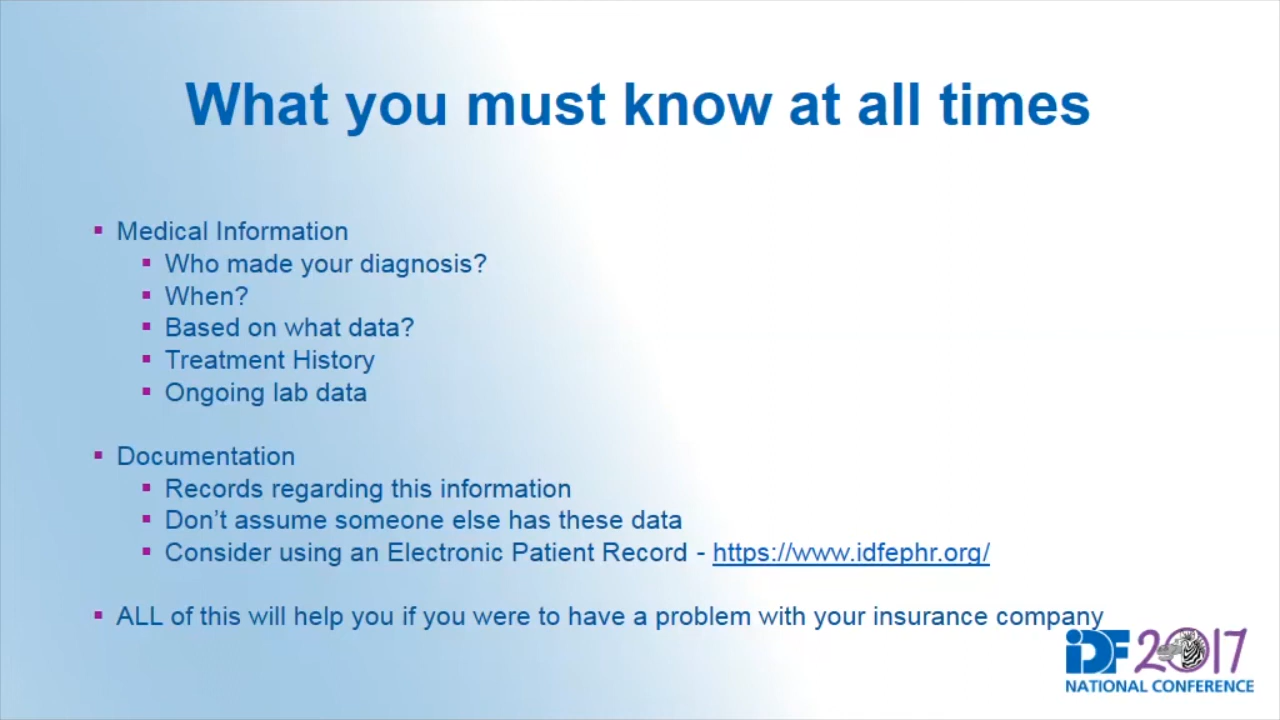 What you must know at all times
▪ Medical Information
▪ Who made your diagnosis?
▪ When?
▪ Based on what data?
▪ Treatment History
▪ Ongoing lab data
▪ Documentation
▪ Records regarding this information
▪ Don’t assume someone else has these data
▪ Consider using an Electronic Patient Record - https://www.idfephr.org/
▪ ALL of this will help you if you were to have a problem with your insurance company
iDF 2017
NATIONAL CONFERENCE